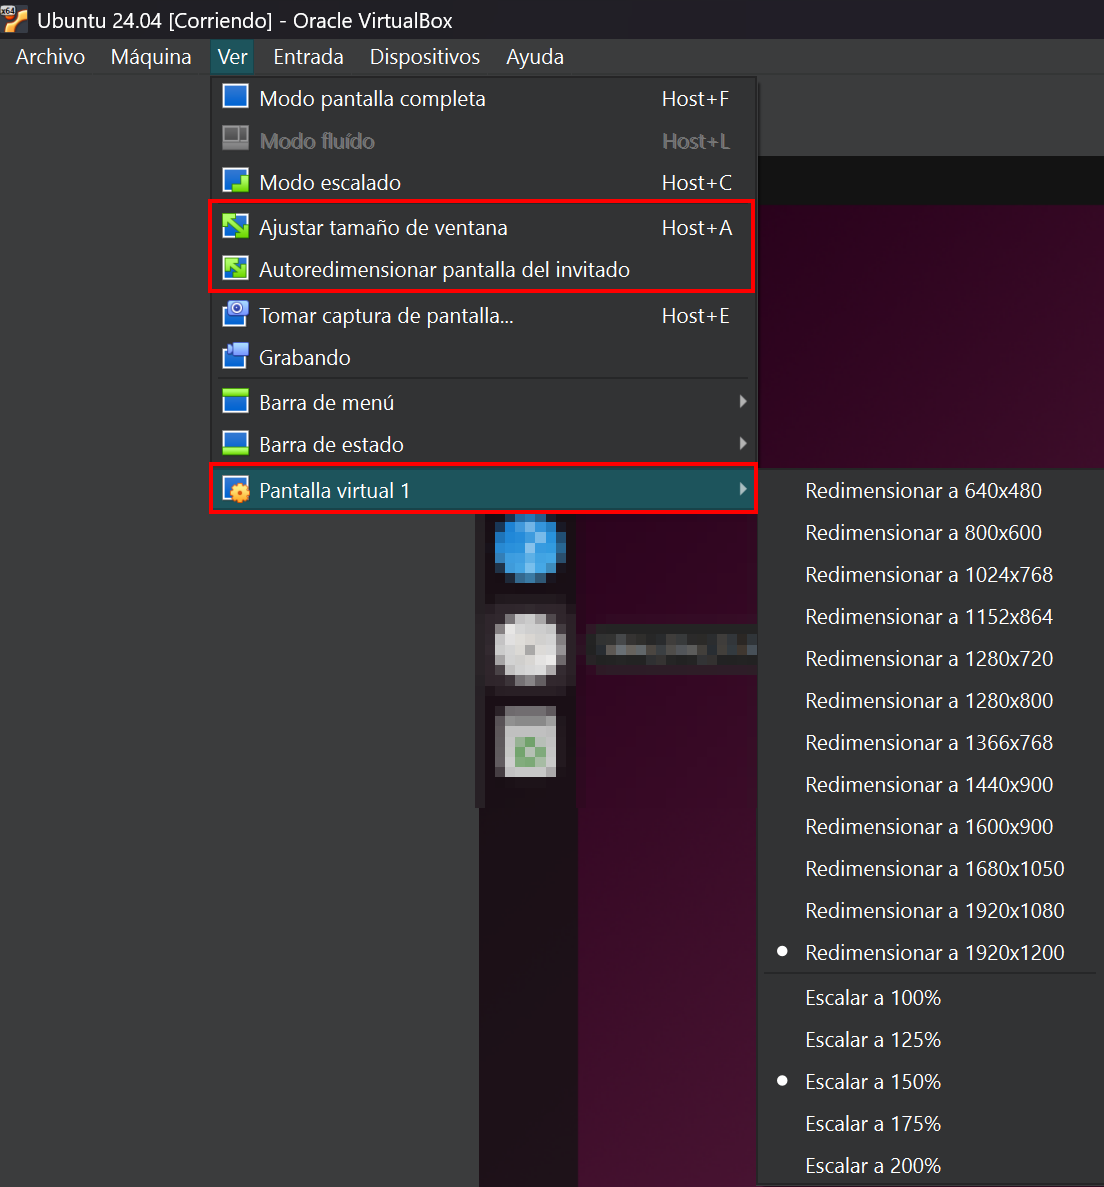 x64
Ubuntu 24.04 [Corriendo] - Oracle VirtualBox
Archivo Máquina Ver Entrada Dispositivos Ayuda
Modo pantalla completa Host+F
Modo fluído Host+L
Modo escalado Host+C
Ajustar tamaño de ventana Host+A
Autoredimensionar pantalla del invitado
Tomar captura de pantalla... Host+E
Grabando
Barra de menú
Barra de estado
Pantalla virtual 1
Redimensionar a 640x480
Redimensionar a 800x600
Redimensionar a 1024x768
Redimensionar a 1152x864
Redimensionar a 1280x720
Redimensionar a 1280x800
Redimensionar a 1366x768
Redimensionar a 1440x900
Redimensionar a 1600x900
Redimensionar a 1680x1050
Redimensionar a 1920x1080
Redimensionar a 1920x1200
Escalar a 100%
Escalar a 125%
Escalar a 150%
Escalar a 175%
Escalar a 200%